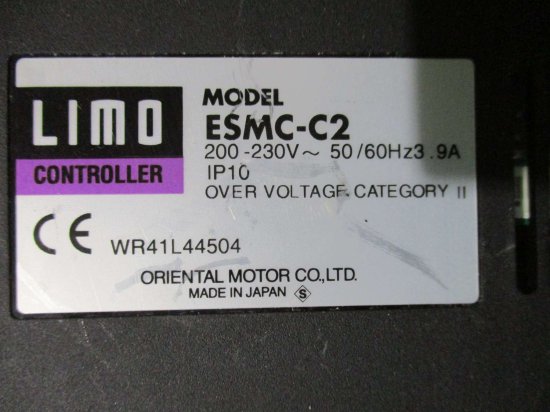 LIMO
CONTROLLER
MODEL
ESMC-C2
200-230V~ 50/60Hz3.9A
IP10
OVER VOLTAGE CATEGORY II
CE WR41L44504
ORIENTAL MOTOR CO.,LTD.
MADE IN JAPAN S